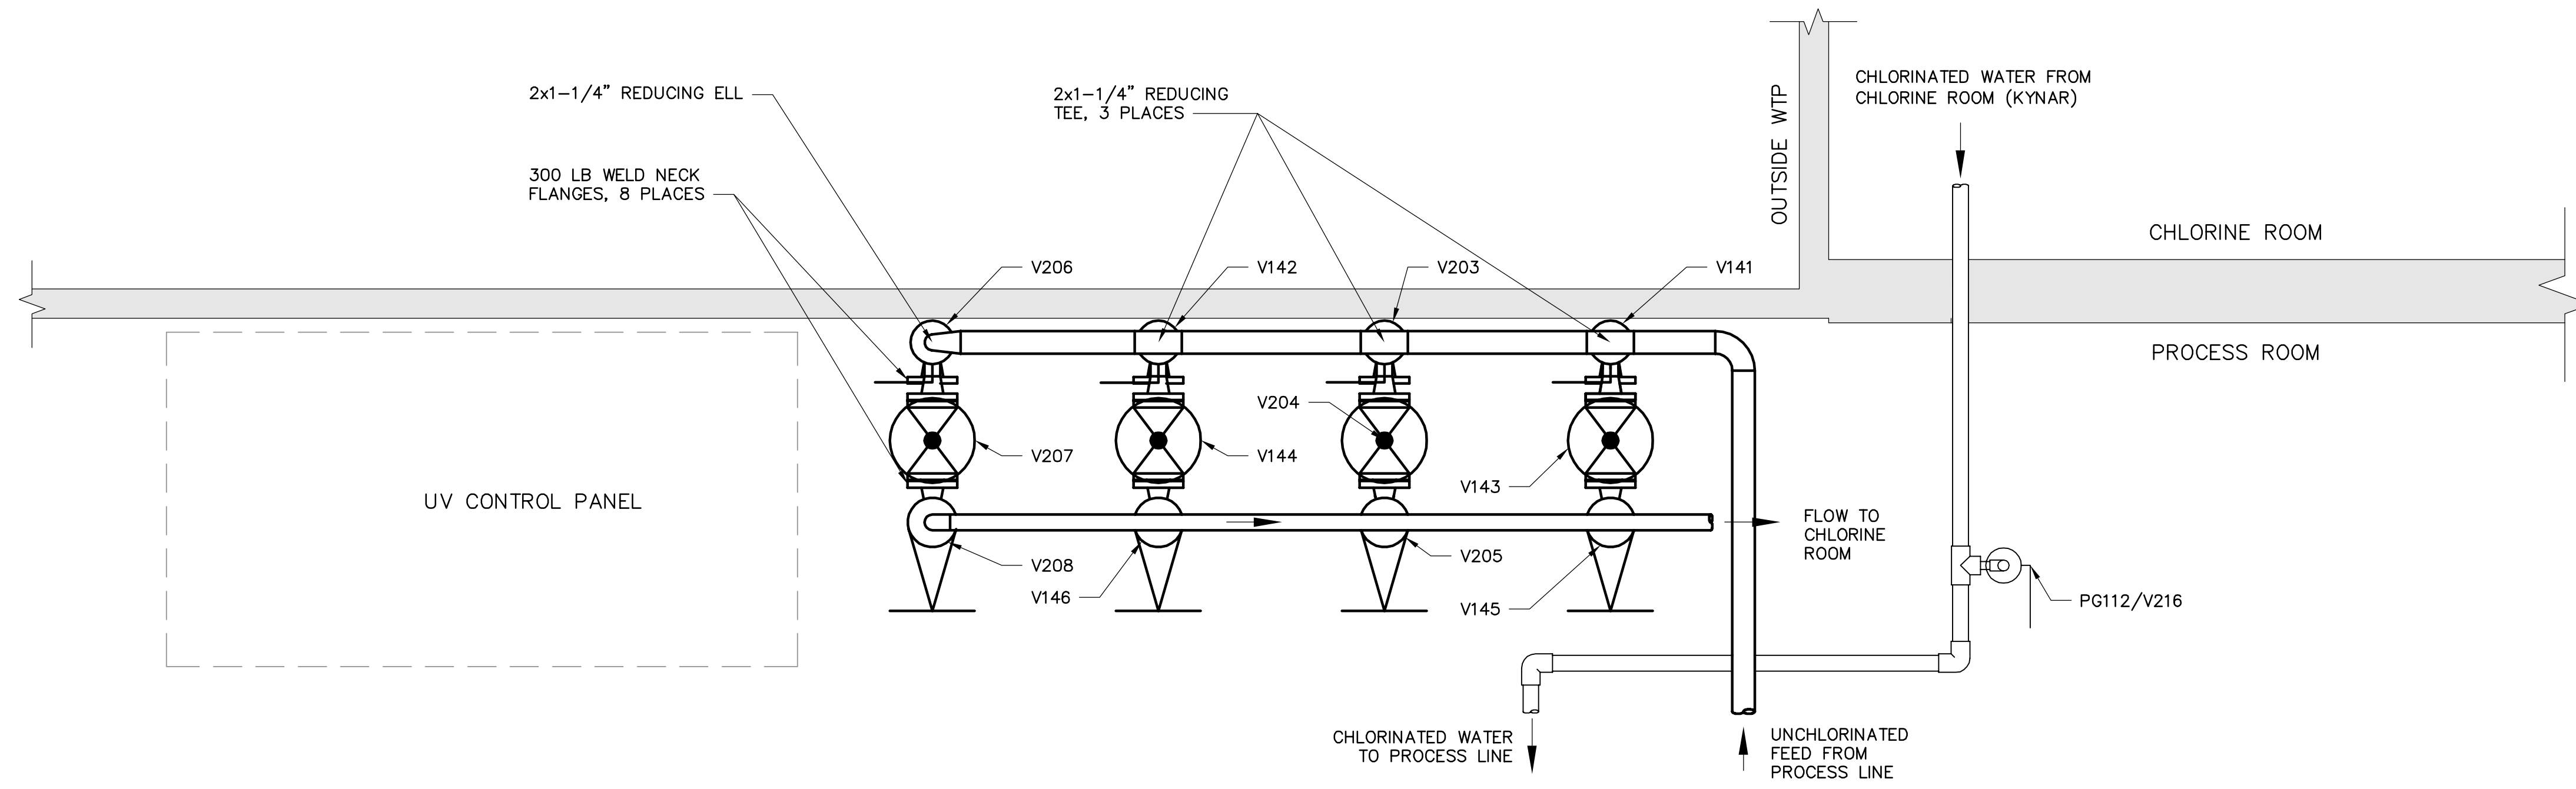 CHLORINATED WATER FROM
CHLORINE ROOM (KYNAR)
2x1-1/4" REDUCING ELL
2x1-1/4" REDUCING
TEE, 3 PLACES
OUTSIDE WTP
300 LB WELD NECK
FLANGES, 8 PLACES
CHLORINE ROOM
V206
V142
V203
V141
PROCESS ROOM
V204
V207
V144
V143
UV CONTROL PANEL
FLOW TO
CHLORINE
ROOM
V208
V205
V146
V145
PG112/V216
CHLORINATED WATER
TO PROCESS LINE
UNCHLORINATED
FEED FROM
PROCESS LINE